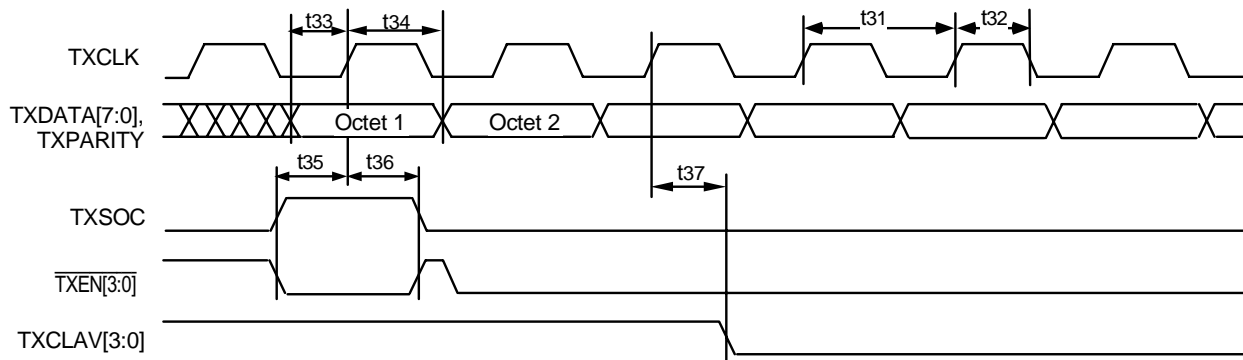 t33
t34
t31
t32
TXCLK
TXDATA[7:0],
TXPARITY
Octet 1
Octet 2
t35
t36
t37
TXSOC
TXEN[3:0]
TXCLAV[3:0]